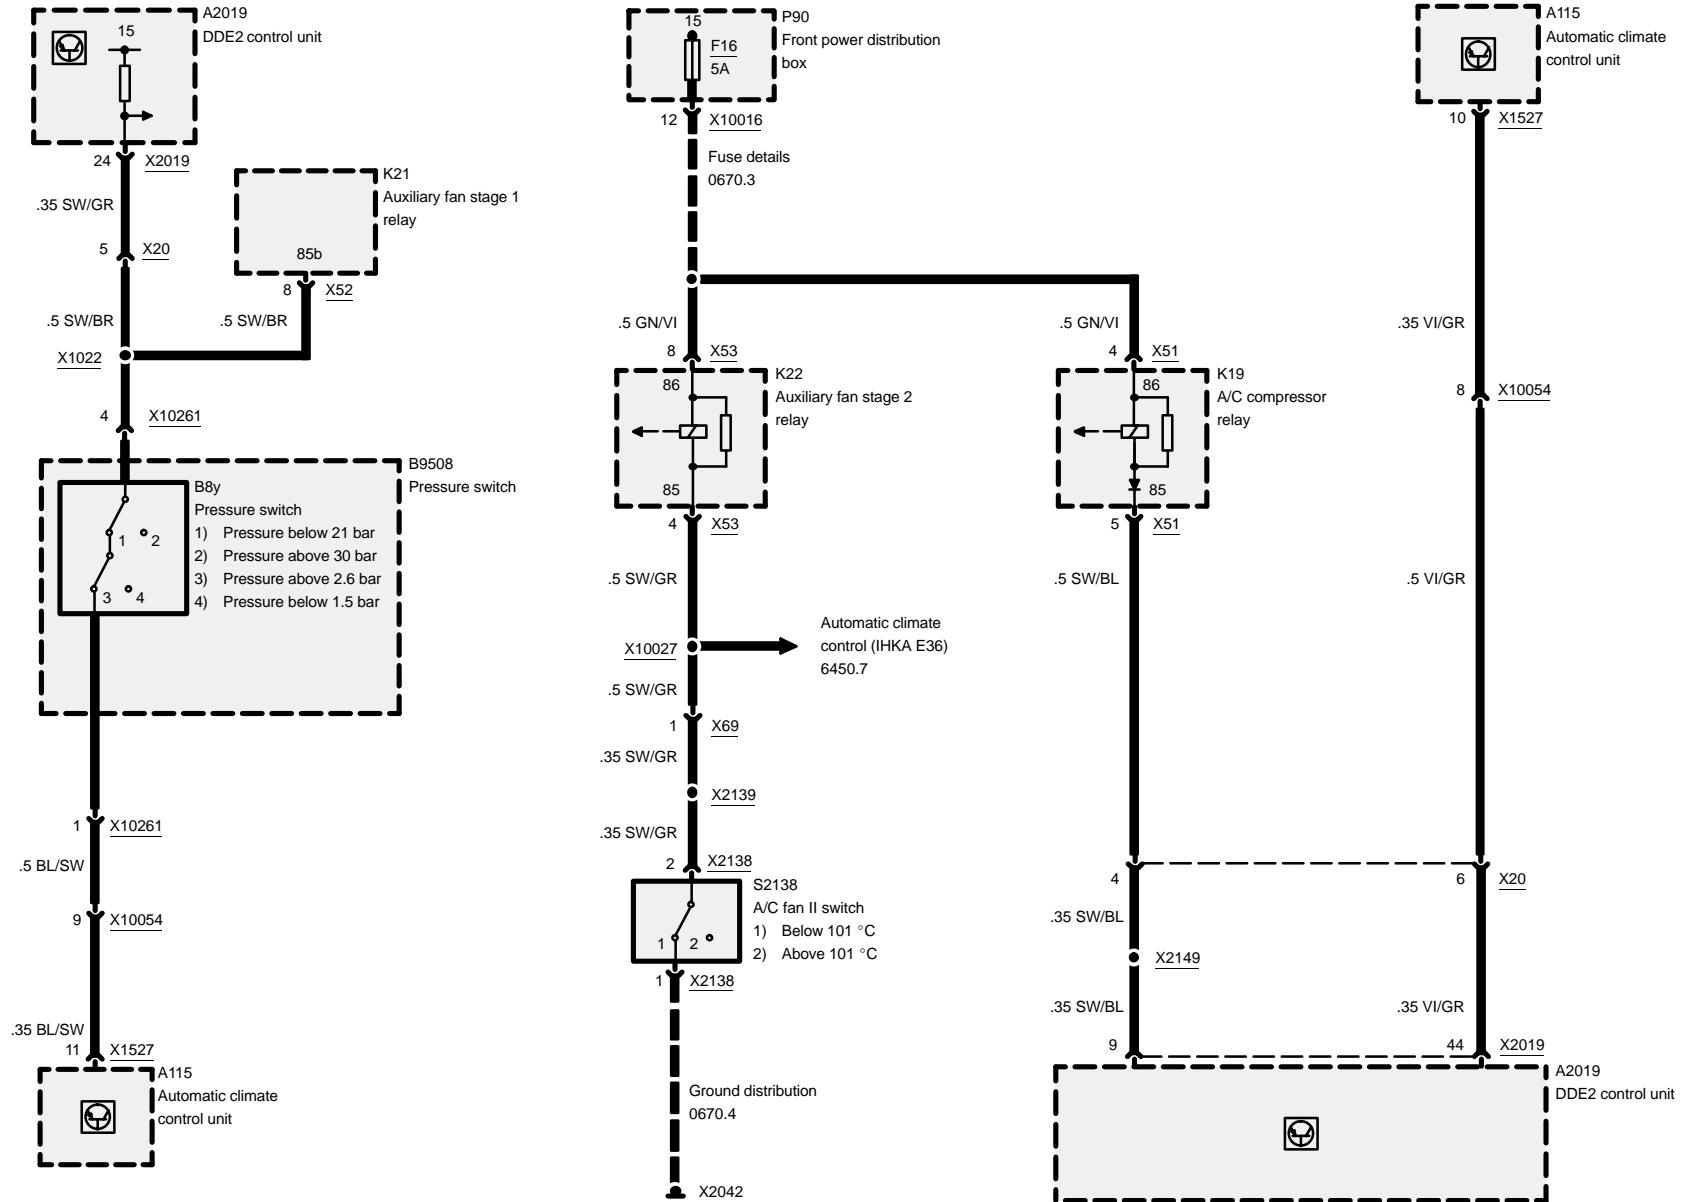 A2019
DDE2 control unit
15
24 X2019
.35 SW/GR
5 X20
K21
Auxiliary fan stage 1
relay
85b
8 X52
.5 SW/BR
.5 SW/BR
X1022
4 X10261
B9508
Pressure switch
B8y
Pressure switch
1) Pressure below 21 bar
2) Pressure above 30 bar
3) Pressure above 2.6 bar
4) Pressure below 1.5 bar
1 2
3 4
1 X10261
.5 BL/SW
9 X10054
.35 BL/SW
11 X1527
A115
Automatic climate
control unit
P90
Front power distribution
box
15
F16
5A
12 X10016
Fuse details
0670.3
.5 GN/VI
8 X53
K22
Auxiliary fan stage 2
relay
86
85
4 X53
.5 SW/GR
X10027
Automatic climate
control (IHKA E36)
6450.7
.5 SW/GR
1 X69
.35 SW/GR
X2139
.35 SW/GR
2 X2138
S2138
A/C fan II switch
1) Below 101 °C
2) Above 101 °C
1 2
1 X2138
Ground distribution
0670.4
X2042
.5 GN/VI
4 X51
K19
A/C compressor
relay
86
85
5 X51
.5 SW/BL
4
.35 SW/BL
X2149
.35 SW/BL
9
A115
Automatic climate
control unit
10 X1527
.35 VI/GR
8 X10054
.5 VI/GR
6 X20
.35 VI/GR
44 X2019
A2019
DDE2 control unit